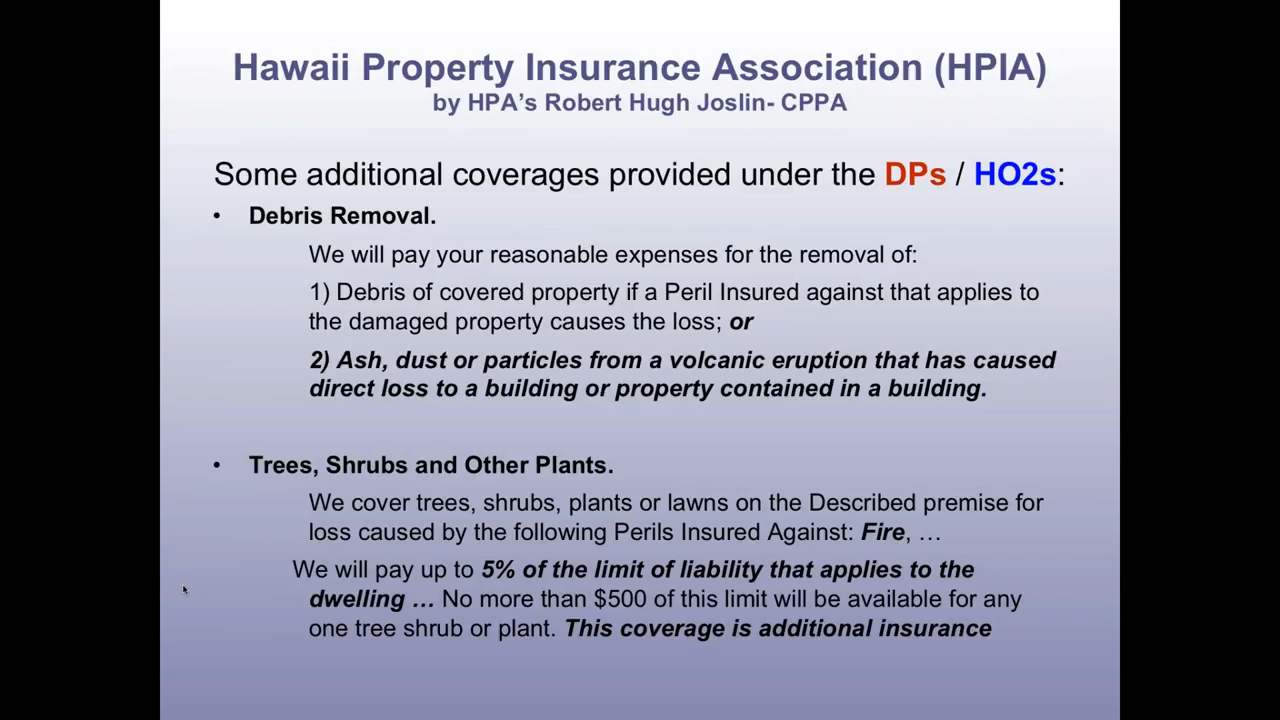 Hawaii Property Insurance Association (HPIA)
by HPA's Robert Hugh Joslin- CPPA
Some additional coverages provided under the DPs / HO2s:
• Debris Removal.
We will pay your reasonable expenses for the removal of:
1) Debris of covered property if a Peril Insured against that applies to
the damaged property causes the loss; or
2) Ash, dust or particles from a volcanic eruption that has caused
direct loss to a building or property contained in a building.
• Trees, Shrubs and Other Plants.
We cover trees, shrubs, plants or lawns on the Described premise for
loss caused by the following Perils Insured Against: Fire, …
We will pay up to 5% of the limit of liability that applies to the
dwelling … No more than $500 of this limit will be available for any
one tree shrub or plant. This coverage is additional insurance